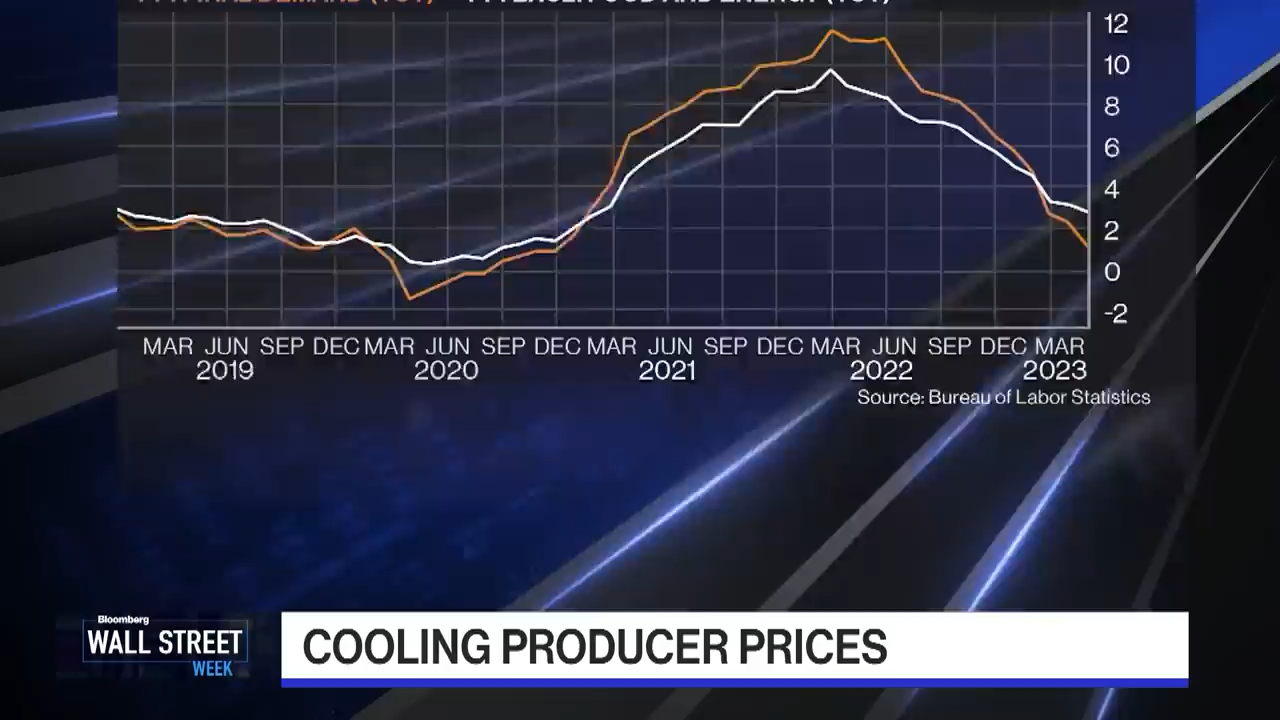 12
10
8
6
4
2
0
-2
MAR JUN SEP DEC MAR JUN SEP DEC MAR JUN SEP DEC MAR JUN SEP DEC MAR
2019 2020 2021 2022 2023
Source: Bureau of Labor Statistics
Bloomberg
WALL STREET
WEEK
COOLING PRODUCER PRICES